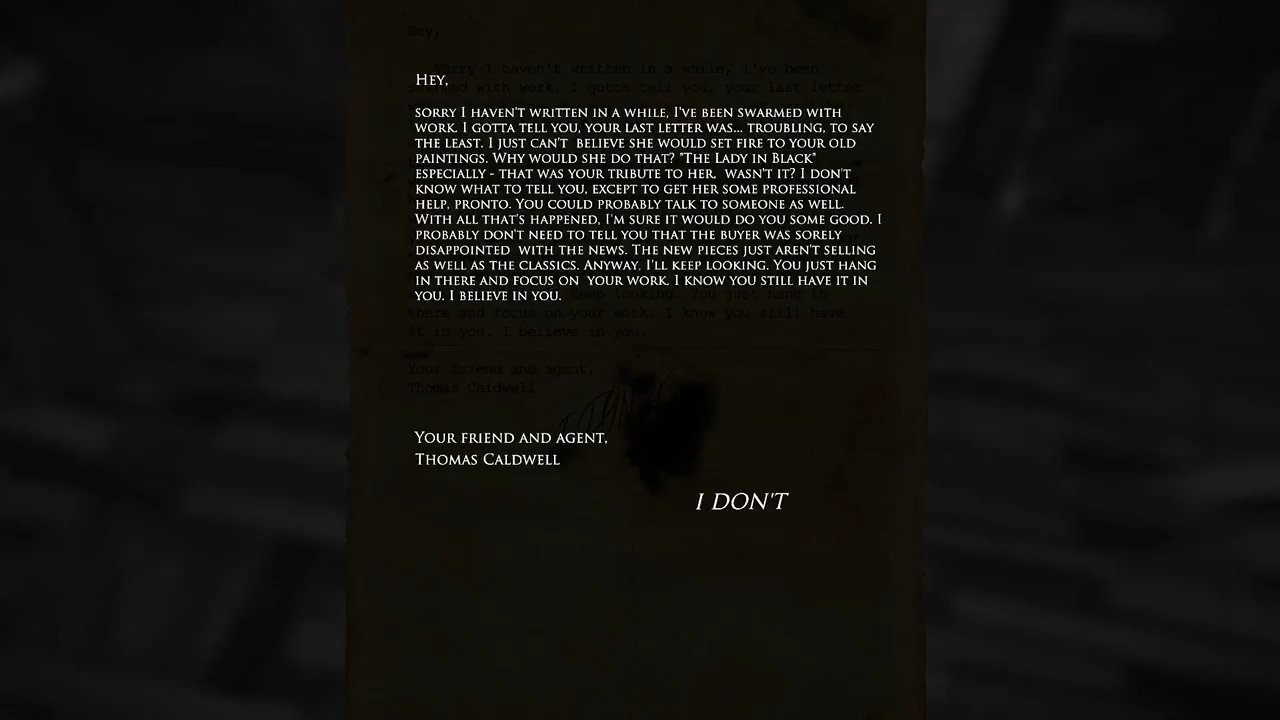 Hey,
sorry I haven't written in a while, I've been swarmed with
work. I gotta tell you, your last letter was... troubling, to say
the least. I just can't  believe she would set fire to your old
paintings. Why would she do that? "The Lady in Black"
especially - that was your tribute to her,  wasn't it? I don't
know what to tell you, except to get her some professional
help, pronto. You could probably talk to someone as well.
With all that's happened, I'm sure it would do you some good. I
probably don't need to tell you that the buyer was sorely
disappointed  with the news. The new pieces just aren't selling
as well as the classics. Anyway, I'll keep looking. You just hang
in there and focus on  your work. I know you still have it in
you. I believe in you.
Your friend and agent,
Thomas Caldwell
I DON'T